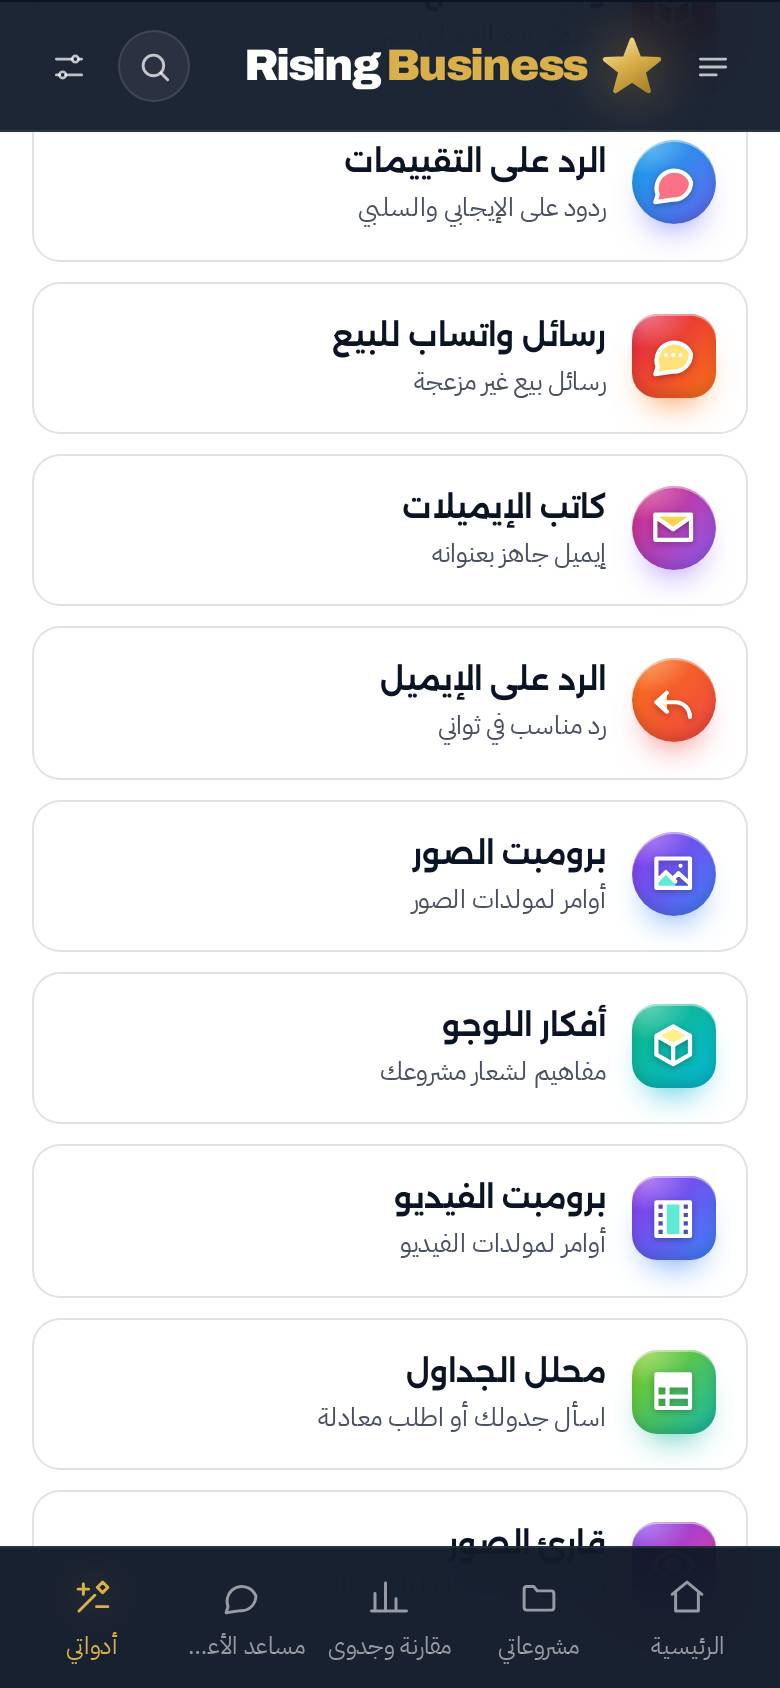 Rising Business
الرد على التقييمات
ردود على الإيجابي والسلبي
رسائل واتساب للبيع
رسائل بيع غير مزعجة
كاتب الإيميلات
إيميل جاهز بعنوانه
الرد على الإيميل
رد مناسب في ثواني
برومبت الصور
أوامر لمولدات الصور
أفكار اللوجو
مفاهيم لشعار مشروعك
برومبت الفيديو
أوامر لمولدات الفيديو
محلل الجداول
اسأل جدولك أو اطلب معادلة
قارئ الصور
الرئيسية
مشروعاتي
مقارنة وجدوى
مساعد الأع...
أدواتي